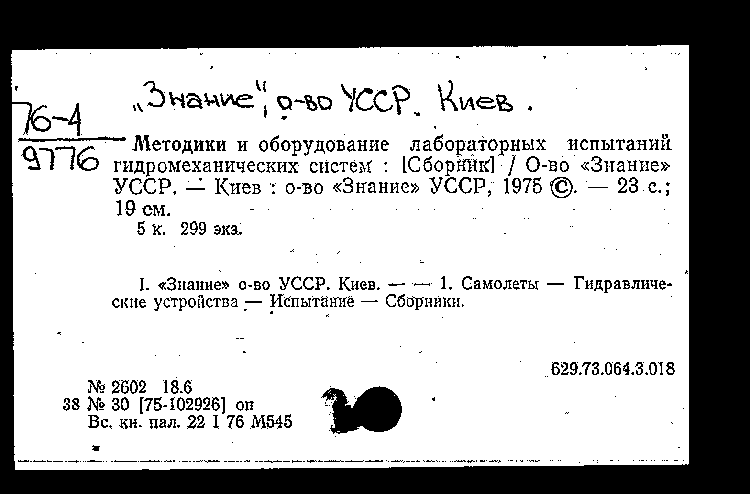 „Знание“, о-во УССР. Киев.
76-4
9776
Методики и оборудование лабораторных испытаний
гидромеханических систем : [Сборник] / О-во «Знание»
УССР. — Киев : о-во «Знание» УССР, 1975 ©. — 23 с.;
19 см.
5 к. 299 экз.
I. «Знание» о-во УССР. Киев. — — 1. Самолеты — Гидравличе-
ские устройства — Испытание — Сборники.
629.73.064.3.018
№ 2602 18.6
38 № 30 [75-102926] оп
Вс. кн. пал. 22 I 76 М545